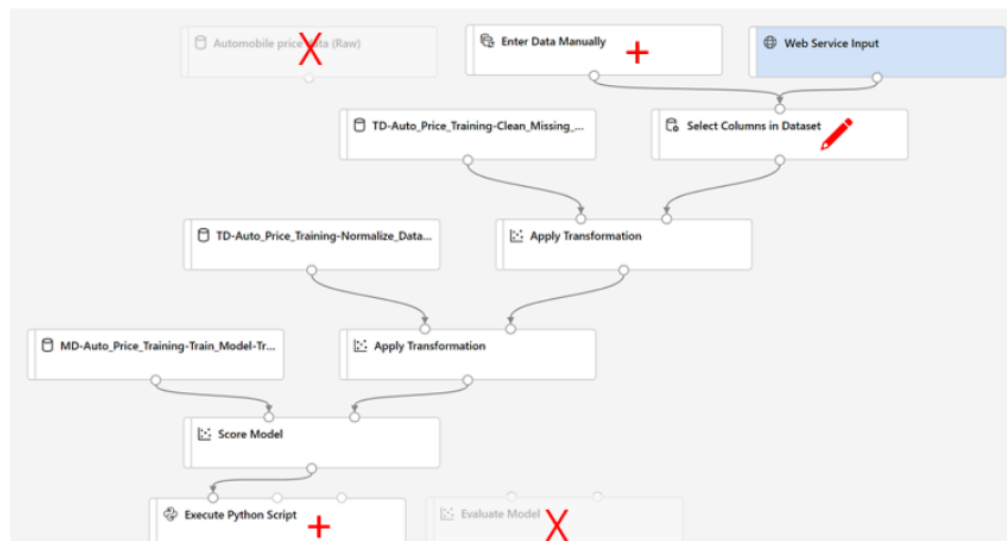 Automobile price data (Raw)
Enter Data Manually
Web Service Input
TD-Auto_Price_Training-Clean_Missing_...
Select Columns in Dataset
TD-Auto_Price_Training-Normalize_Data...
Apply Transformation
MD-Auto_Price_Training-Train_Model-Tr...
Apply Transformation
Score Model
Execute Python Script
Evaluate Model